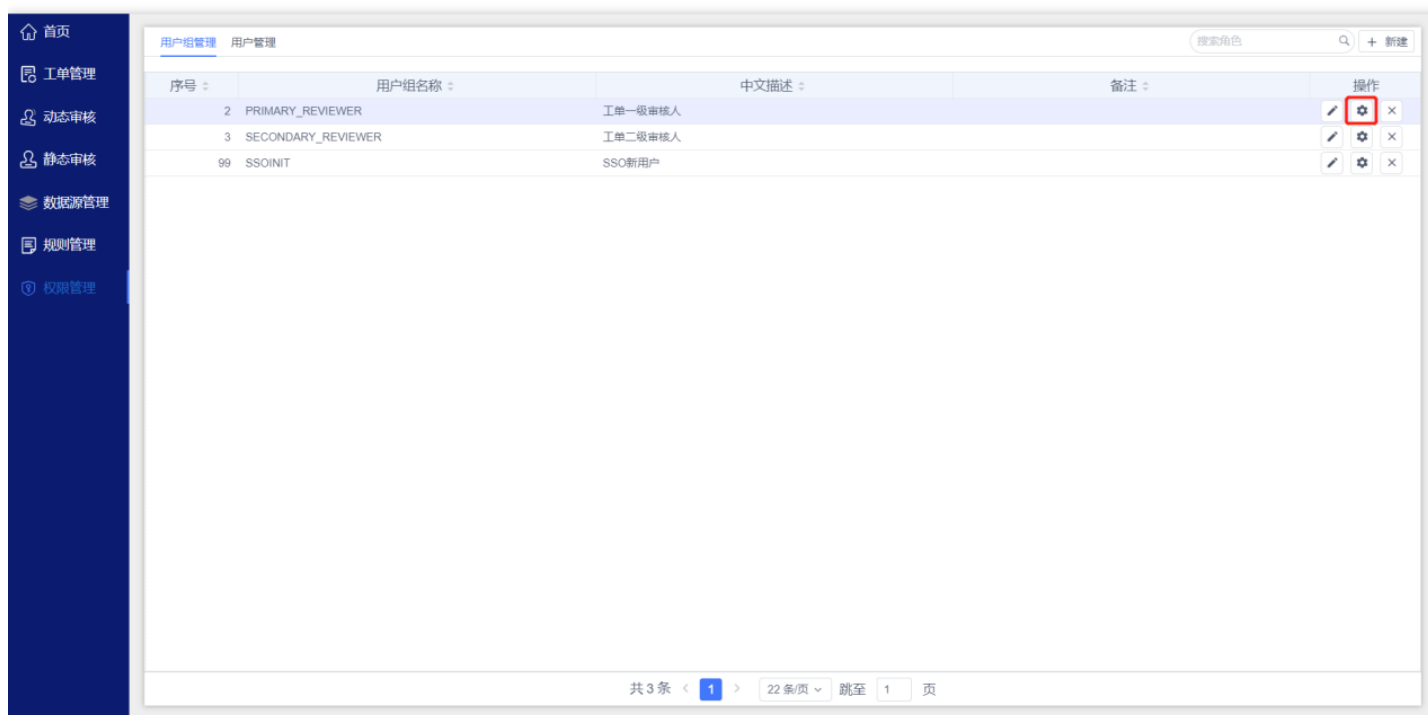 首页
工单管理
动态审核
静态审核
数据源管理
规则管理
权限管理
用户组管理 用户管理 搜索角色 + 新建
序号 用户组名称 中文描述 备注 操作
2 PRIMARY_REVIEWER 工单一级审核人
3 SECONDARY_REVIEWER 工单二级审核人
99 SSOINIT SSO新用户
共 3 条 < 1 > 22 条/页 跳至 1 页